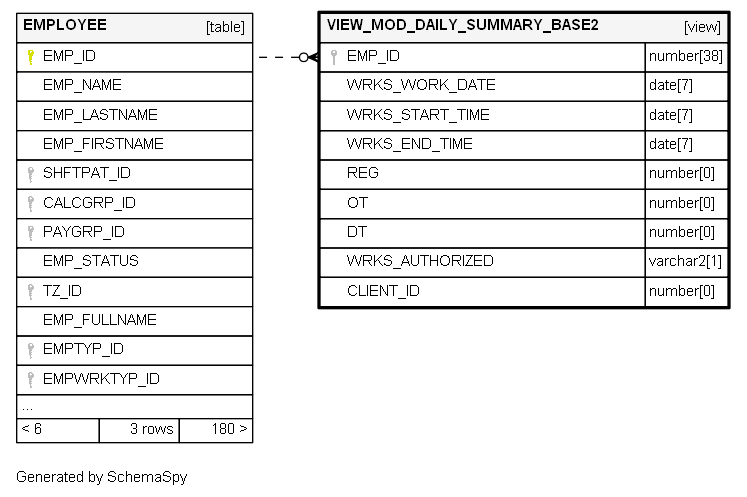 EMPLOYEE [table]
EMP_ID
EMP_NAME
EMP_LASTNAME
EMP_FIRSTNAME
SHFTPAT_ID
CALCGRP_ID
PAYGRP_ID
EMP_STATUS
TZ_ID
EMP_FULLNAME
EMPTYP_ID
EMPWRKTYP_ID
...
< 6 3 rows 180 >
VIEW_MOD_DAILY_SUMMARY_BASE2 [view]
EMP_ID number[38]
WRKS_WORK_DATE date[7]
WRKS_START_TIME date[7]
WRKS_END_TIME date[7]
REG number[0]
OT number[0]
DT number[0]
WRKS_AUTHORIZED varchar2[1]
CLIENT_ID number[0]
Generated by SchemaSpy